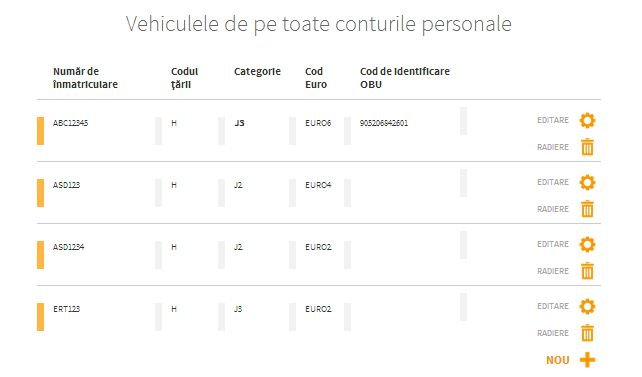 Vehiculele de pe toate conturile personale
Număr de înmatriculare Codul țării Categorie Cod Euro Cod de identificare OBU
ABC12345 H J3 EURO6 905206842601 EDITARE
RADIERE
ASD123 H J2 EURO4 EDITARE
RADIERE
ASD1234 H J2 EURO2 EDITARE
RADIERE
ERT123 H J3 EURO2 EDITARE
RADIERE
NOU